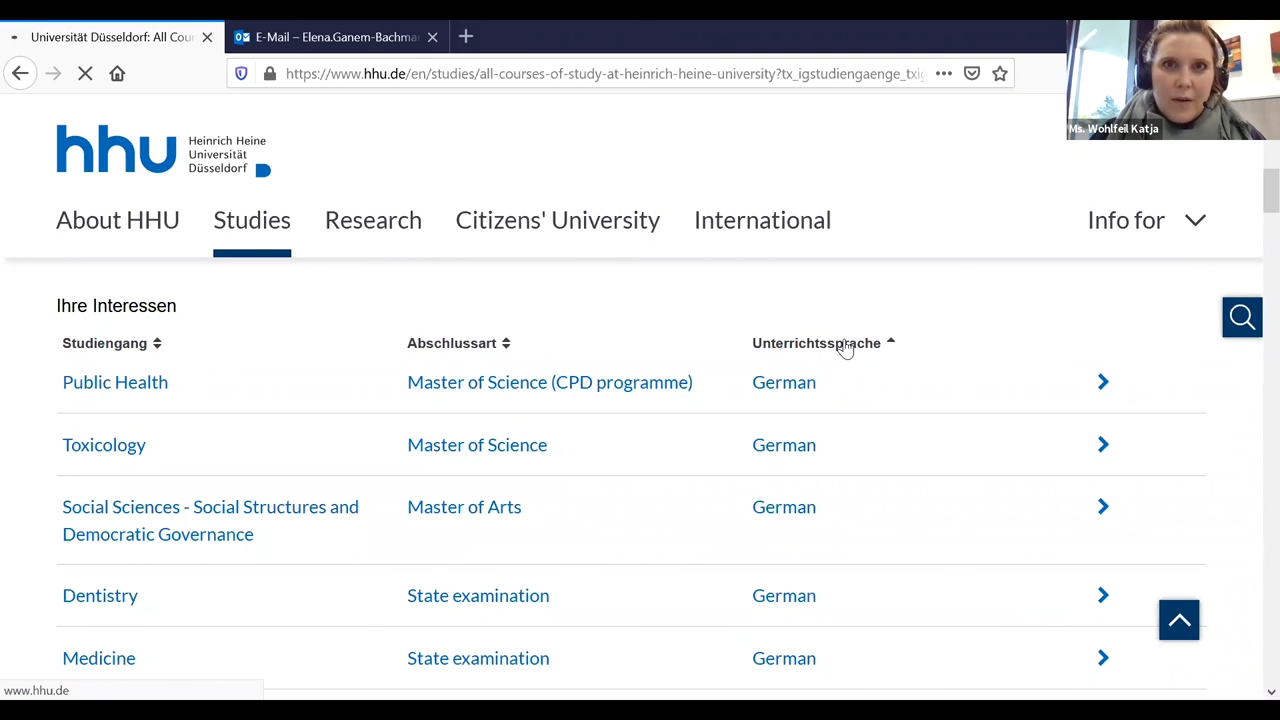 Universität Düsseldorf: All Cou
E-Mail – Elena.Ganem-Bachma
https://www.hhu.de/en/studies/all-courses-of-study-at-heinrich-heine-university?tx_igstudiengaenge_txig
Ms. Wohlfeil Katja
hhu
Heinrich Heine
Universität
Düsseldorf
About HHU Studies Research Citizens' University International Info for
Ihre Interessen
Studiengang Abschlussart Unterrichtssprache
Public Health Master of Science (CPD programme) German
Toxicology Master of Science German
Social Sciences - Social Structures and Master of Arts German
Democratic Governance
Dentistry State examination German
Medicine State examination German
www.hhu.de